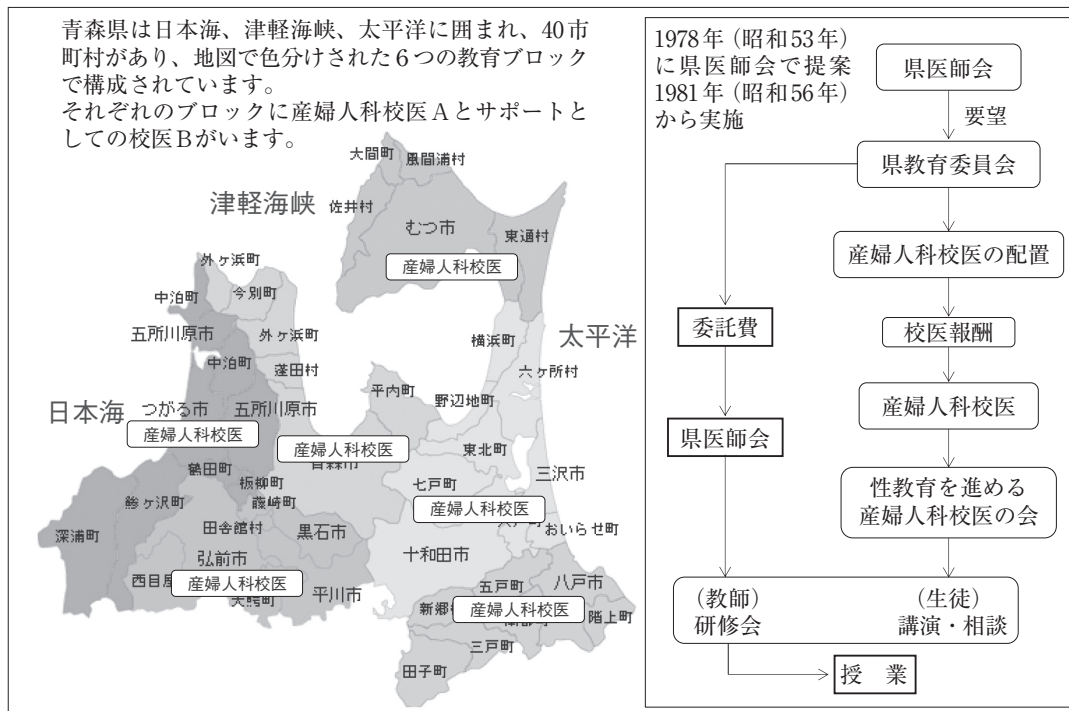 青森県は日本海、津軽海峡、太平洋に囲まれ、40市
町村があり、地図で色分けされた6つの教育ブロック
で構成されています。
それぞれのブロックに産婦人科校医Aとサポートと
しての校医Bがいます。
大間町
風間浦村
津軽海峡
佐井村
むつ市
東通村
産婦人科校医
外ヶ浜町
今別町
中泊町
五所川原市
外ヶ浜町
横浜町
太平洋
中泊町
蓬田村
六ヶ所村
平内町
野辺地町
日本海
つがる市
五所川原市
産婦人科校医
産婦人科校医
東北町
鶴田町
板柳町
七戸町
三沢市
鰺ヶ沢町
藤崎町
産婦人科校医
田舎館村
黒石市
おいらせ町
深浦町
弘前市
十和田市
西目屋
産婦人科校医
平川市
五戸町
八戸市
新郷
産婦人科校医
階上町
三戸町
田子町
1978年(昭和53年)
に県医師会で提案
1981年(昭和56年)
から実施
県医師会
要望
県教育委員会
産婦人科校医の配置
委託費
校医報酬
産婦人科校医
県医師会
性教育を進める
産婦人科校医の会
(教師)
研修会
(生徒)
講演・相談
授 業